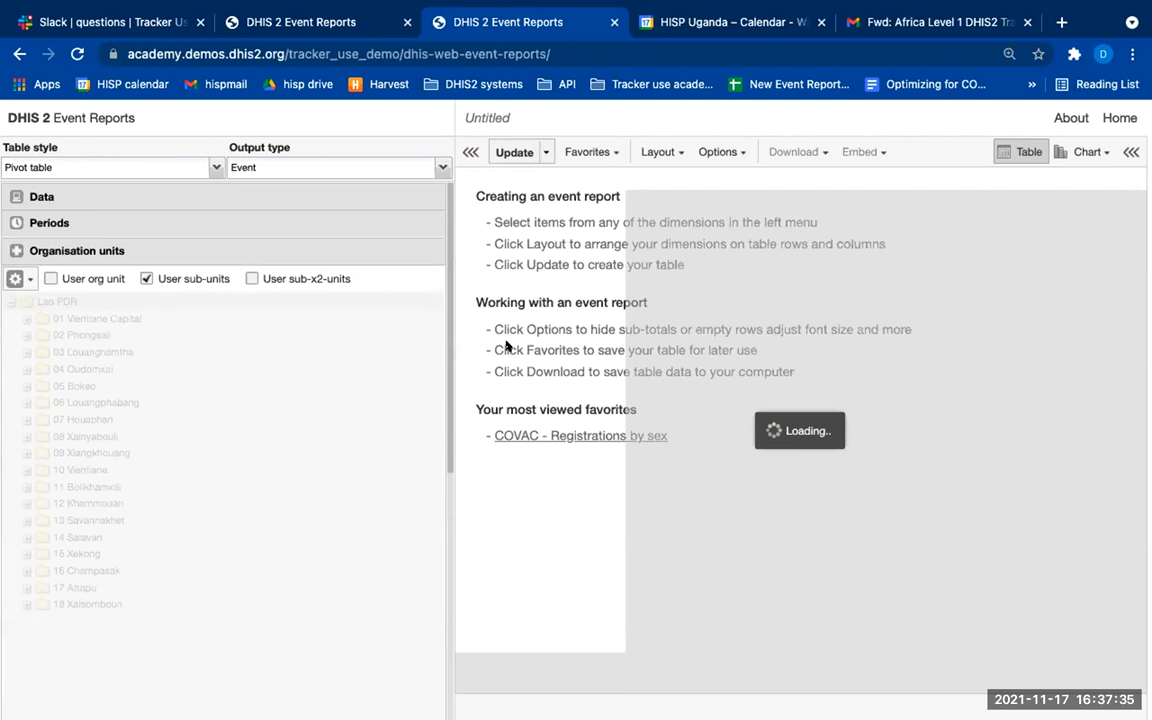 Slack | questions | Tracker Us
DHIS 2 Event Reports
DHIS 2 Event Reports
HISP Uganda – Calendar - W
Fwd: Africa Level 1 DHIS2 Tra
academy.demos.dhis2.org/tracker_use_demo/dhis-web-event-reports/
D
Apps
HISP calendar
hispmail
hisp drive
Harvest
DHIS2 systems
API
Tracker use acade...
New Event Report...
Optimizing for CO...
»
Reading List
DHIS 2 Event Reports
Untitled
About
Home
Table style
Output type
Pivot table
Event
Update
Favorites
Layout
Options
Download
Embed
Table
Chart
Data
Periods
Organisation units
User org unit
User sub-units
User sub-x2-units
Lao PDR
01 Vientiane Capital
02 Phongsali
03 Louangnamtha
04 Oudomxai
05 Bokeo
06 Louangphabang
07 Houaphan
08 Xainyabouli
09 Xiangkhouang
10 Vientiane
11 Bolikhamxai
12 Khammouan
13 Savannakhet
14 Salavan
15 Xekong
16 Champasak
17 Attapu
18 Xaisomboun
Creating an event report
- Select items from any of the dimensions in the left menu
- Click Layout to arrange your dimensions on table rows and columns
- Click Update to create your table
Working with an event report
- Click Options to hide sub-totals or empty rows adjust font size and more
- Click Favorites to save your table for later use
- Click Download to save table data to your computer
Your most viewed favorites
- COVAC - Registrations by sex
Loading..
2021-11-17 16:37:35